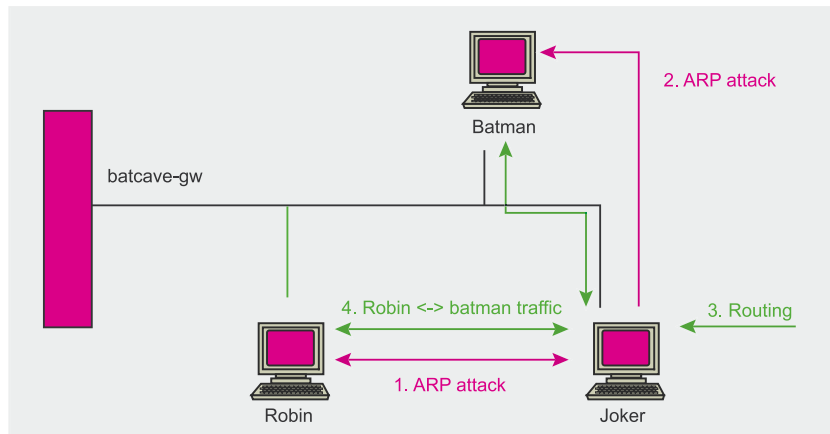 2. ARP attack
Batman
batcave-gw
4. Robin <-> batman traffic
3. Routing
1. ARP attack
Robin
Joker